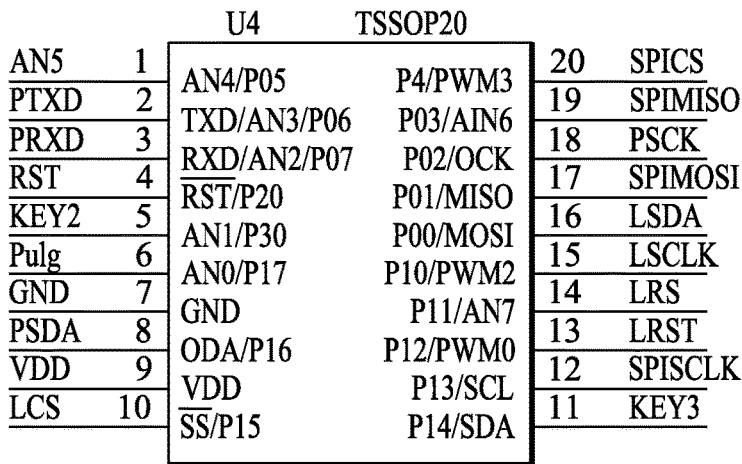 U4 TSSOP20
AN5 1 AN4/P05 P4/PWM3 20 SPICS
PTXD 2 TXD/AN3/P06 P03/AIN6 19 SPIMISO
PRXD 3 RXD/AN2/P07 P02/OCK 18 PSCK
RST 4 RST/P20 P01/MISO 17 SPIMOSI
KEY2 5 AN1/P30 P00/MOSI 16 LSDA
Pulg 6 AN0/P17 P10/PWM2 15 LSCLK
GND 7 GND P11/AN7 14 LRS
PSDA 8 ODA/P16 P12/PWM0 13 LRST
VDD 9 VDD P13/SCL 12 SPISCLK
LCS 10 SS/P15 P14/SDA 11 KEY3